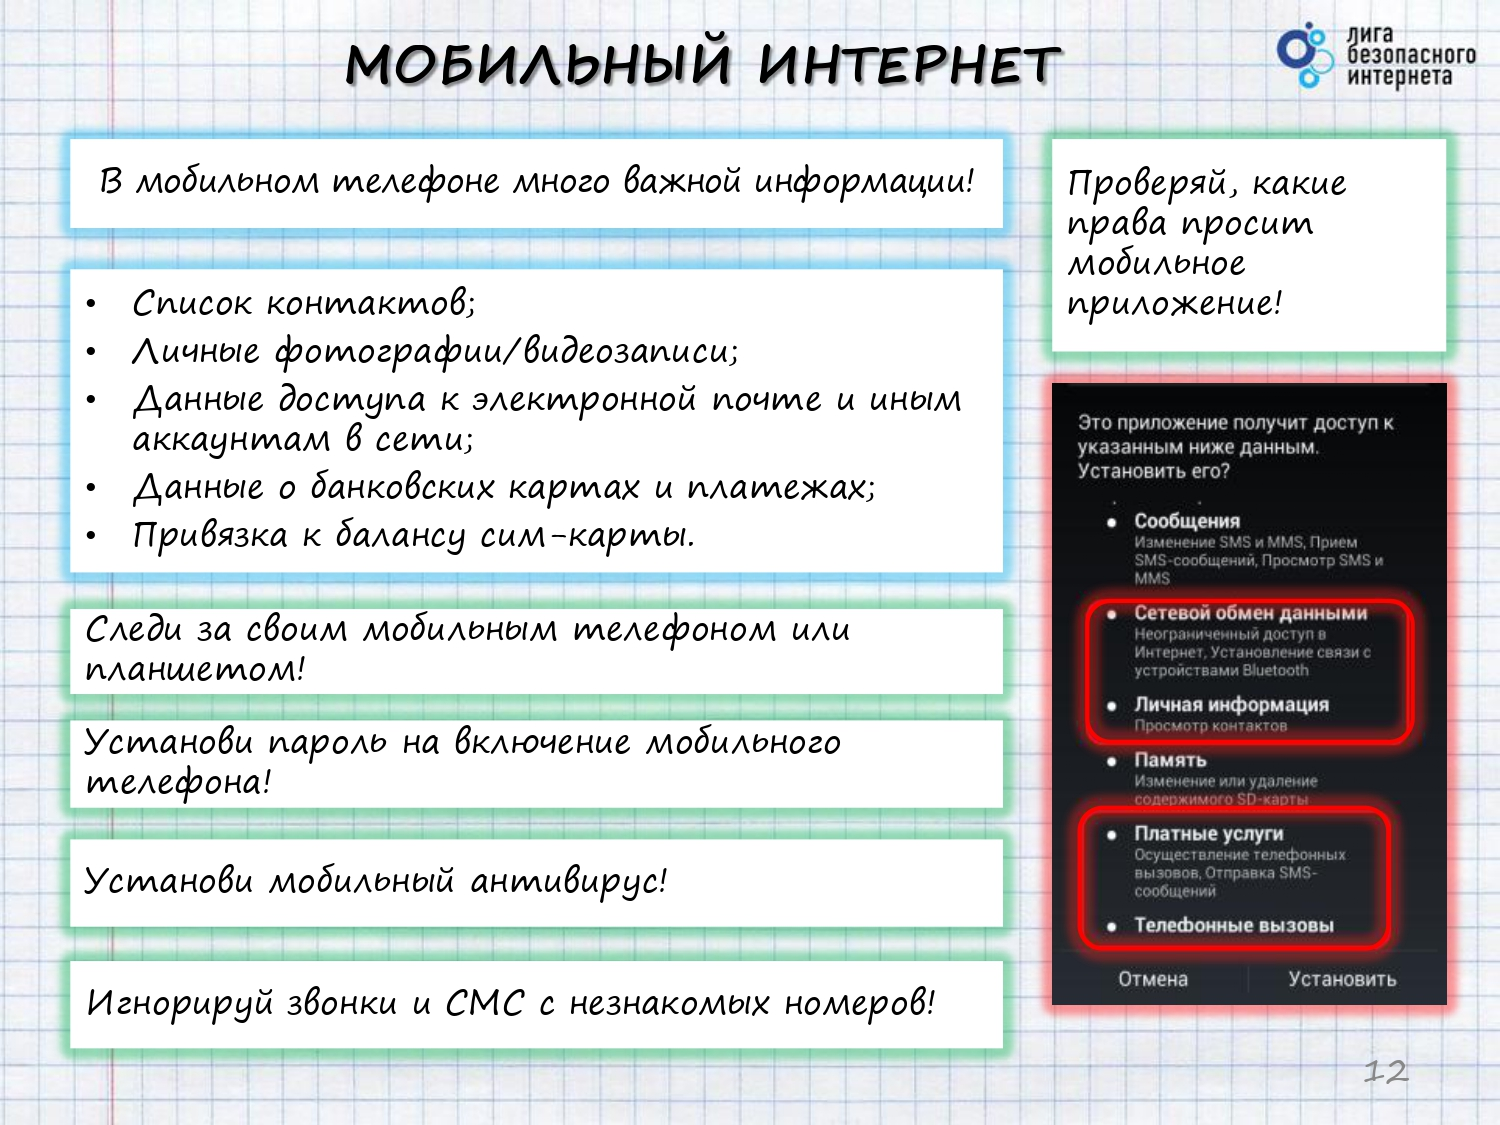 МОБИЛЬНЫЙ ИНТЕРНЕТ
лига
безопасного
интернета
В мобильном телефоне много важной информации!
• Список контактов;
• Личные фотографии/видеозаписи;
• Данные доступа к электронной почте и иным
аккаунтам в сети;
• Данные о банковских картах и платежах;
• Привязка к балансу сим-карты.
Следи за своим мобильным телефоном или
планшетом!
Установи пароль на включение мобильного
телефона!
Установи мобильный антивирус!
Игнорируй звонки и СМС с незнакомых номеров!
Проверяй, какие
права просит
мобильное
приложение!
Это приложение получит доступ к
указанным ниже данным.
Установить его?
• Сообщения
Изменение SMS и MMS, Прием
SMS-сообщений, Просмотр SMS и
MMS
• Сетевой обмен данными
Неограниченный доступ в
Интернет, Установление связи с
устройствами Bluetooth
• Личная информация
Просмотр контактов
• Память
Изменение или удаление
содержимого SD-карты
• Платные услуги
Осуществление телефонных
вызовов, Отправка SMS-
сообщений
• Телефонные вызовы
Отмена
Установить
12